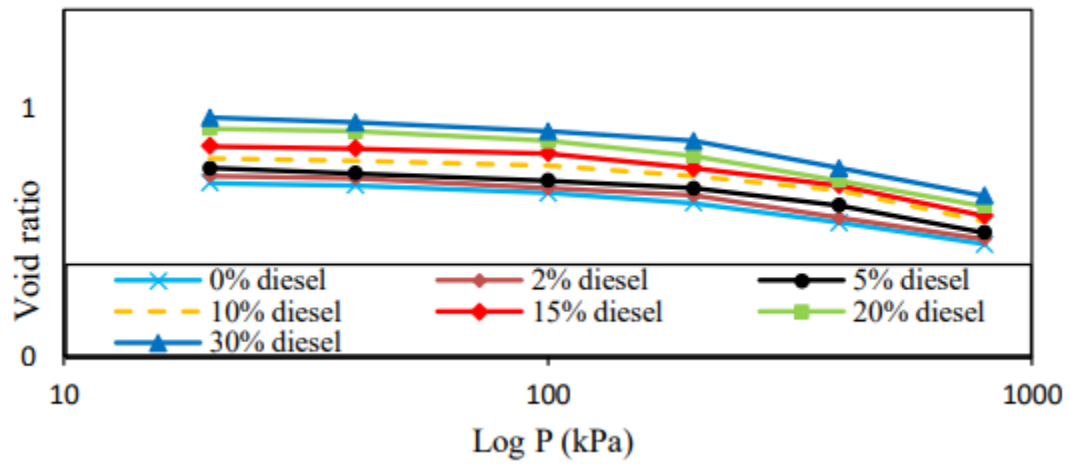 1
Void ratio
0% diesel 2% diesel 5% diesel
10% diesel 15% diesel 20% diesel
30% diesel
0
10 100 1000
Log P (kPa)